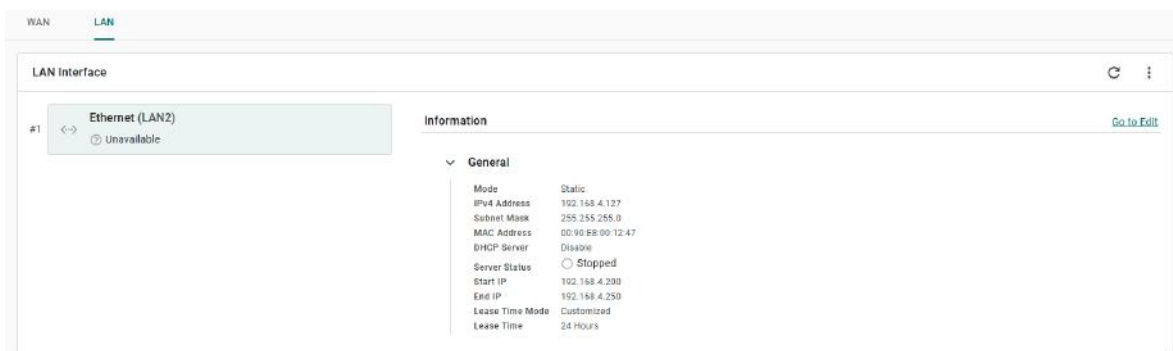 WAN LAN
LAN Interface
#1 Ethernet (LAN2)
Unavailable
Information Go to Edit
General
Mode Static
IPv4 Address 192.168.4.127
Subnet Mask 255.255.255.0
MAC Address 00:90:E8:00:12:47
DHCP Server Disable
Server Status Stopped
Start IP 192.168.4.200
End IP 192.168.4.250
Lease Time Mode Customized
Lease Time 24 Hours